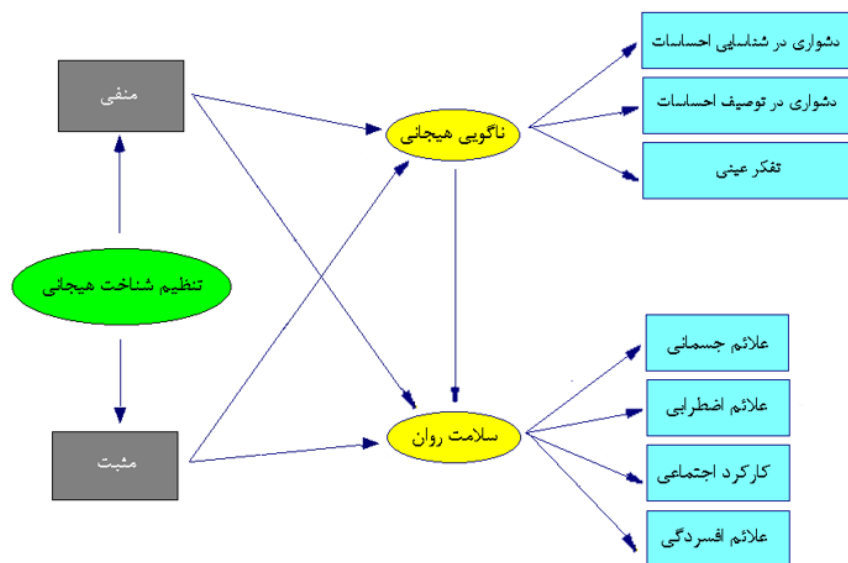 دشواری در شناسایی احساسات
منفی
دشواری در توصیف احساسات
ناگویی هیجانی
تفکر عینی
تنظیم شناخت هیجانی
علائم جسمانی
علائم اضطرابی
سلامت روان
مثبت
کارکرد اجتماعی
علائم افسردگی